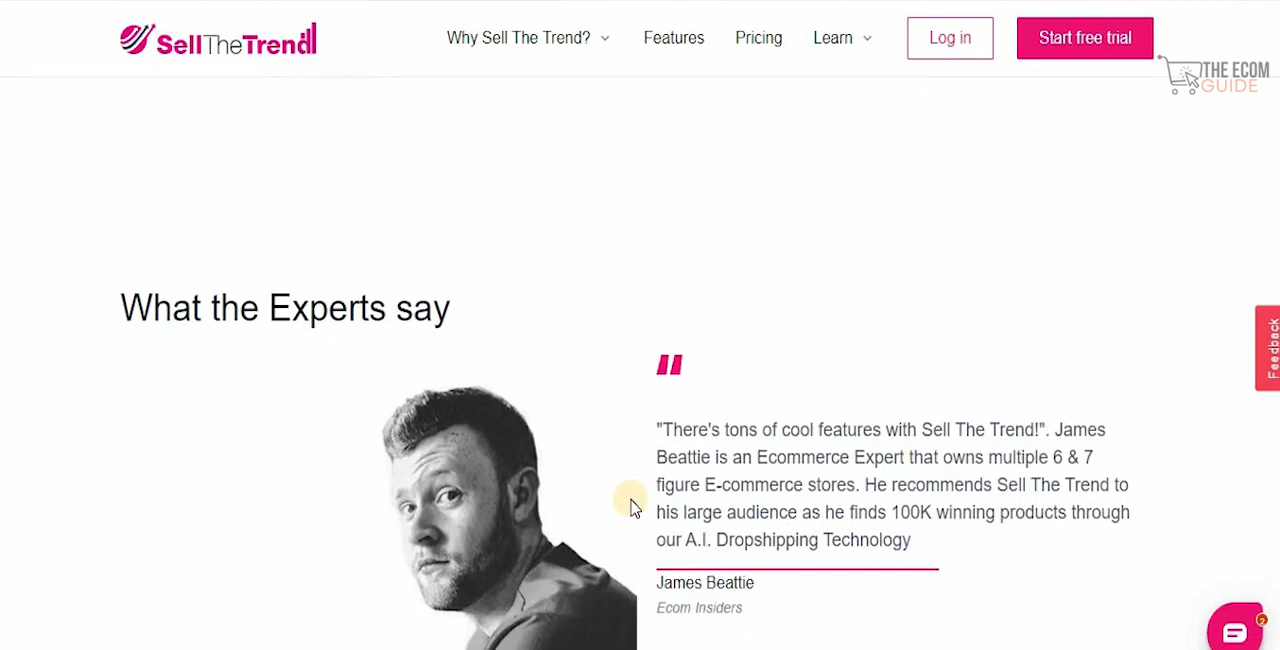 SellTheTrend
Why Sell The Trend?
Features
Pricing
Learn
Log in
Start free trial
THE ECOM
GUIDE
What the Experts say
Feedback
"There's tons of cool features with Sell The Trend!". James
Beattie is an Ecommerce Expert that owns multiple 6 & 7
figure E-commerce stores. He recommends Sell The Trend to
his large audience as he finds 100K winning products through
our A.I. Dropshipping Technology
James Beattie
Ecom Insiders
2